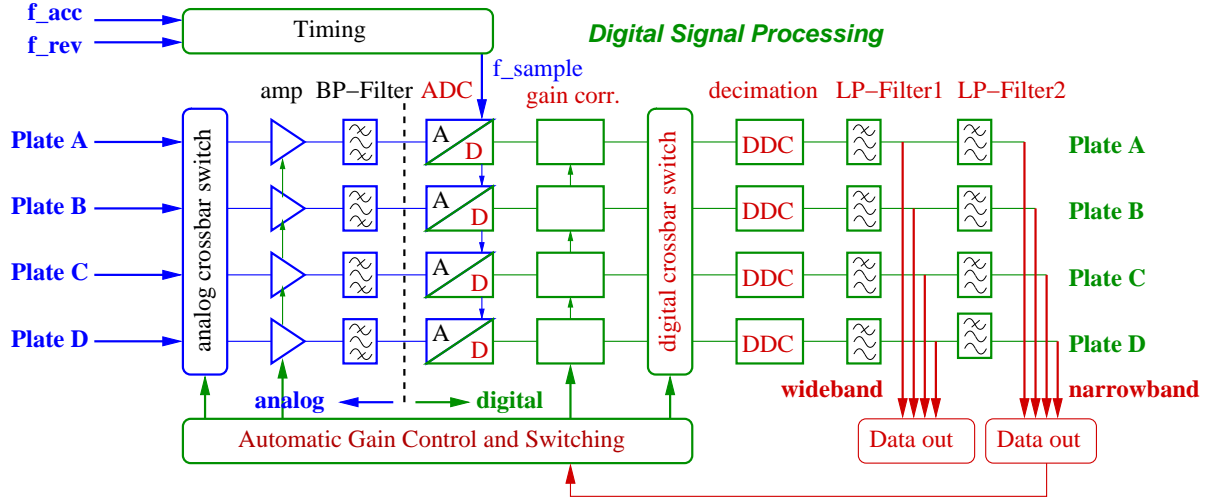 f_acc
f_rev
Timing
Digital Signal Processing
f_sample
amp BP−Filter ADC gain corr. decimation LP−Filter1 LP−Filter2
Plate A
analog crossbar switch
A
D
digital crossbar switch
DDC
Plate A
Plate B
A
D
DDC
Plate B
Plate C
A
D
DDC
Plate C
Plate D
A
D
DDC
Plate D
analog digital
wideband narrowband
Automatic Gain Control and Switching
Data out Data out